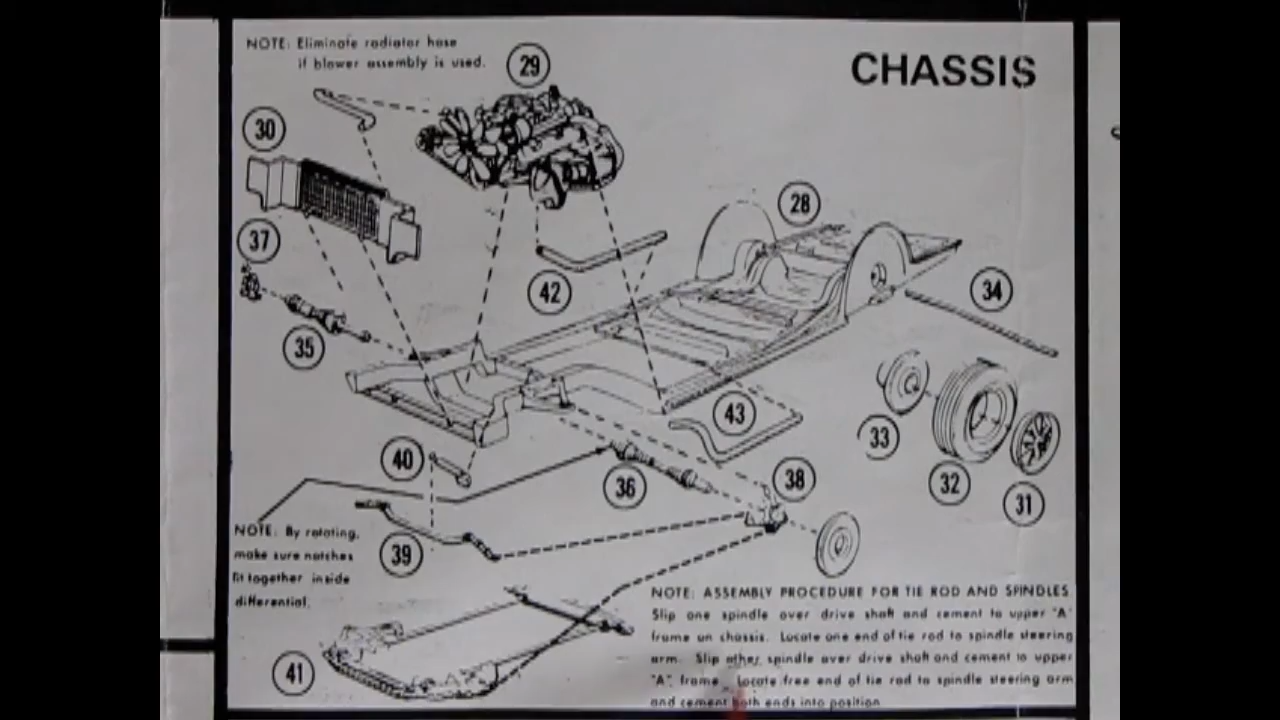 NOTE: Eliminate radiator hose
if blower assembly is used.
CHASSIS
29
30
28
37
42
34
35
43
33
40
32
36
38
31
NOTE: By rotating,
make sure notches
fit together inside
differential.
39
41
NOTE: ASSEMBLY PROCEDURE FOR TIE ROD AND SPINDLES
Slip one spindle over drive shaft and cement to upper "A"
frame on chassis. Locate one end of tie rod to spindle steering
arm. Slip other spindle over drive shaft and cement to upper
"A" frame. Locate free end of tie rod to spindle steering arm
and cement both ends into position